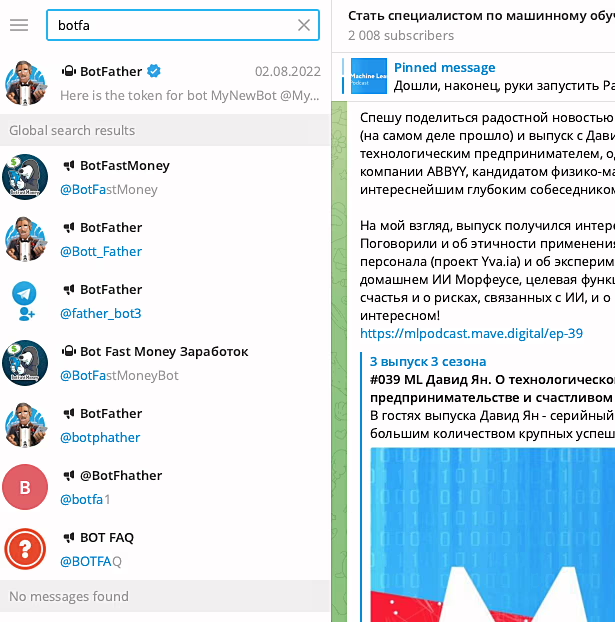 botfa
BotFather
02.08.2022
Here is the token for bot MyNewBot @My...
Global search results
BotFastMoney
@BotFastMoney
BotFather
@Bott_Father
BotFather
@father_bot3
Bot Fast Money Заработок
@BotFastMoneyBot
BotFather
@botphather
B
@BotFhather
@botfa1
?
BOT FAQ
@BOTFAQ
No messages found
Стать специалистом по машинному обу
2 008 subscribers
Machine Lea
Podcast
Pinned message
Дошли, наконец, руки запустить Pa
Спешу поделиться радостной новостью
(на самом деле прошло) и выпуск с Дави
технологическим предпринимателем, о
компании ABBYY, кандидатом физико-ма
интереснейшим глубоким собеседником
На мой взгляд, выпуск получился интере
Поговорили и об этичности применения
персонала (проект Yva.ia) и об эксперим
домашнем ИИ Морфеусе, целевая функц
счастья и о рисках, связанных с ИИ, и о
интересном!
https://mlpodcast.mave.digital/ep-39
3 выпуск 3 сезона
#039 ML Давид Ян. О технологическо
предпринимательстве и счастливом
В гостях выпуска Давид Ян - серийный
большим количеством крупных успеш